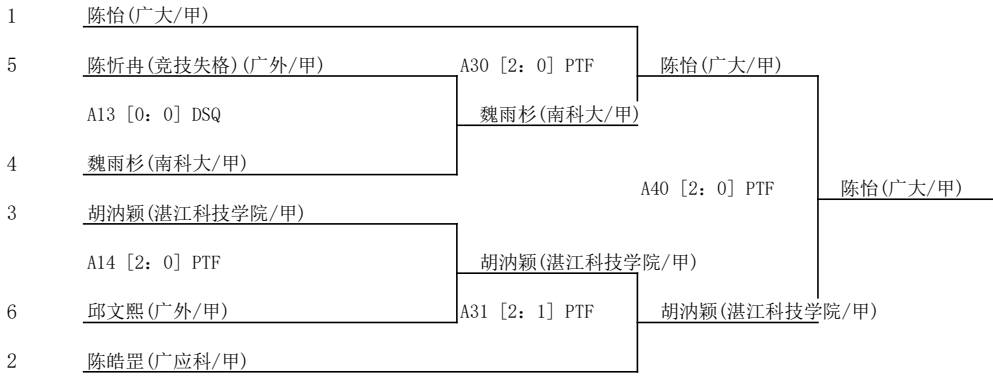 1 陈怡(广大/甲)
5 陈忻冉(竞技失格)(广外/甲) A30 [2: 0] PTF 陈怡(广大/甲)
A13 [0: 0] DSQ 魏雨杉(南科大/甲)
4 魏雨杉(南科大/甲)
A40 [2: 0] PTF 陈怡(广大/甲)
3 胡汭颖(湛江科技学院/甲)
A14 [2: 0] PTF 胡汭颖(湛江科技学院/甲)
6 邱文熙(广外/甲) A31 [2: 1] PTF 胡汭颖(湛江科技学院/甲)
2 陈皓罡(广应科/甲)